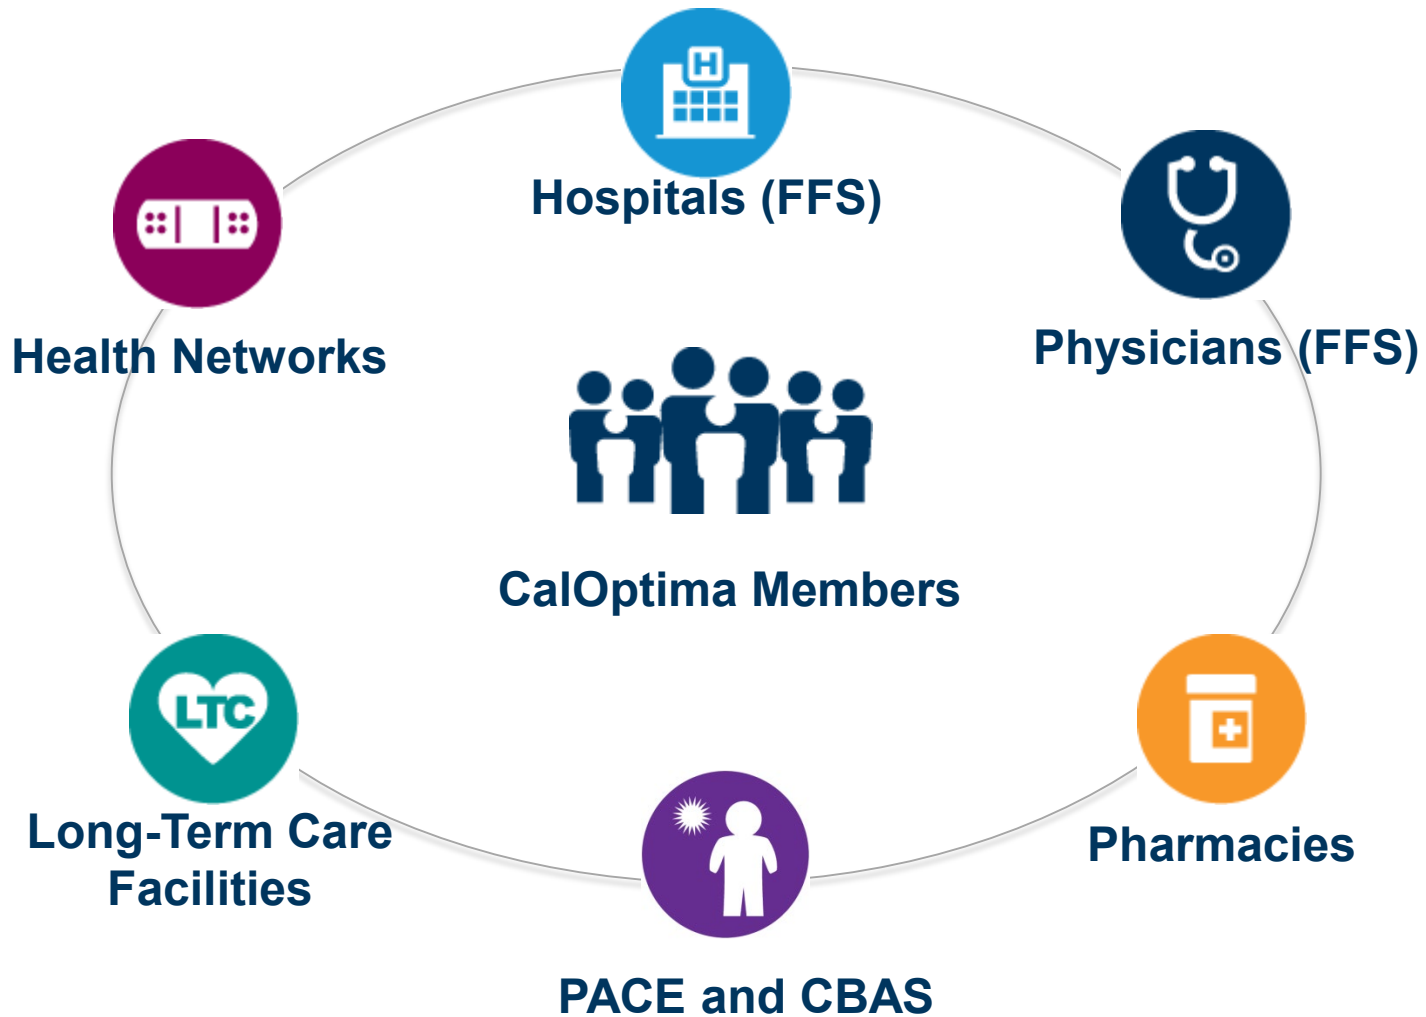 H
Hospitals (FFS)
Health Networks
Physicians (FFS)
CalOptima Members
LTC
Long-Term Care
Facilities
Pharmacies
PACE and CBAS